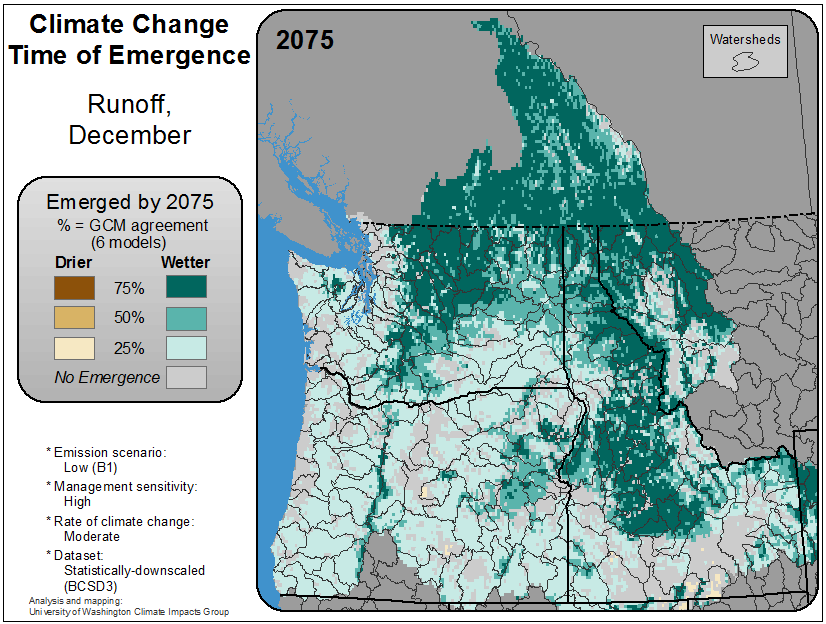 Climate Change
Time of Emergence
Runoff,
December
Emerged by 2075
% = GCM agreement
(6 models)
Drier Wetter
75%
50%
25%
No Emergence
* Emission scenario:
Low (B1)
* Management sensitivity:
High
* Rate of climate change:
Moderate
* Dataset:
Statistically-downscaled
(BCSD3)
Analysis and mapping:
University of Washington Climate Impacts Group
2075
Watersheds